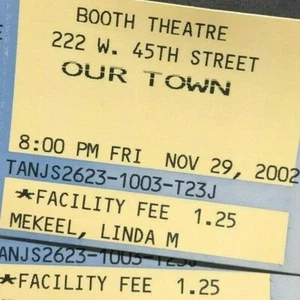 BOOTH THEATRE
222 W. 45TH STREET
OUR TOWN
8:00 PM FRI NOV 29, 2002
TANJS2623-1003-T23J
*FACILITY FEE 1.25
MEKEEL, LINDA M
*FACILITY FEE 1.25